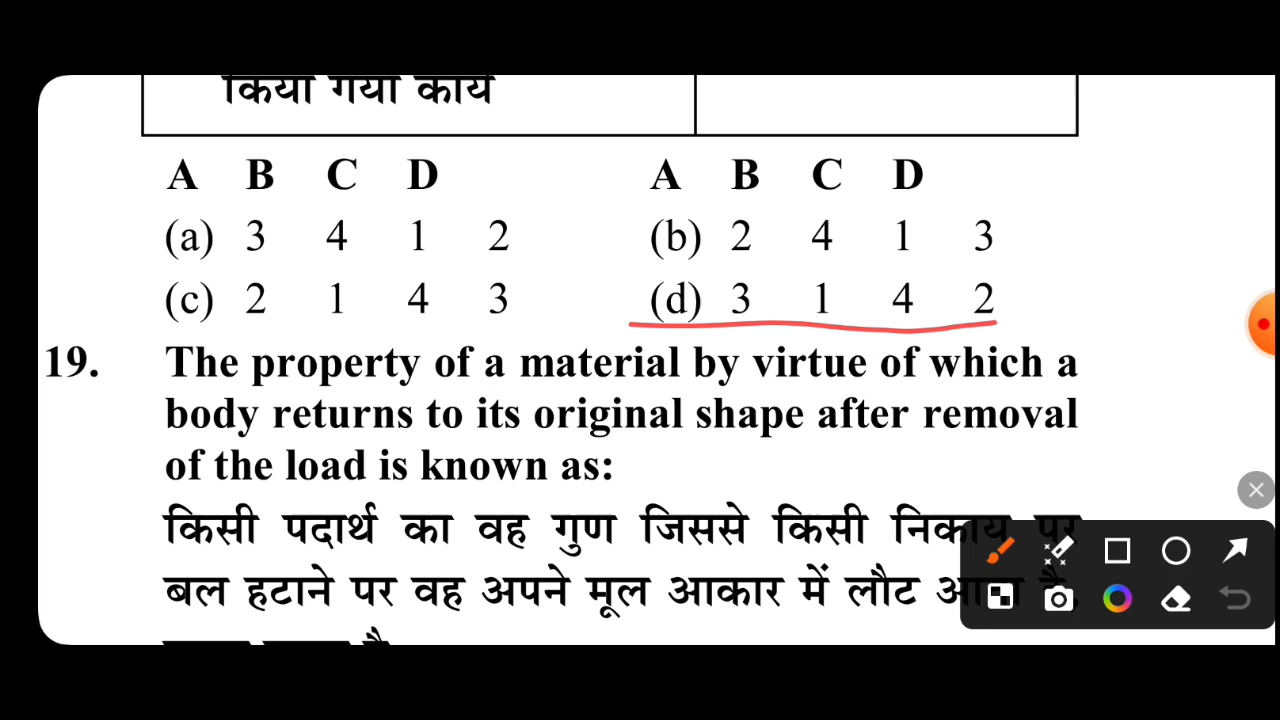 किया गया कार्य
A B C D A B C D
(a) 3 4 1 2 (b) 2 4 1 3
(c) 2 1 4 3 (d) 3 1 4 2
19. The property of a material by virtue of which a
body returns to its original shape after removal
of the load is known as:
किसी पदार्थ का वह गुण जिससे किसी निकाय पर
बल हटाने पर वह अपने मूल आकार में लौट